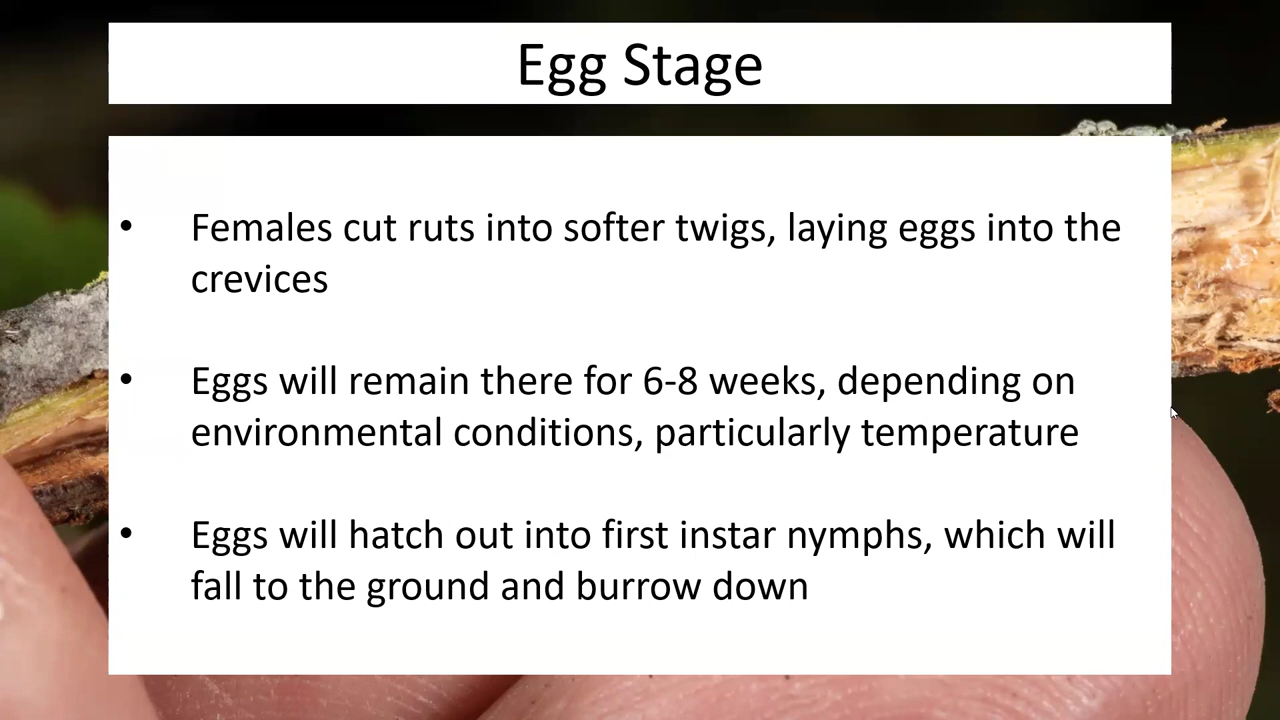 Egg Stage
• Females cut ruts into softer twigs, laying eggs into the
crevices
• Eggs will remain there for 6-8 weeks, depending on
environmental conditions, particularly temperature
• Eggs will hatch out into first instar nymphs, which will
fall to the ground and burrow down